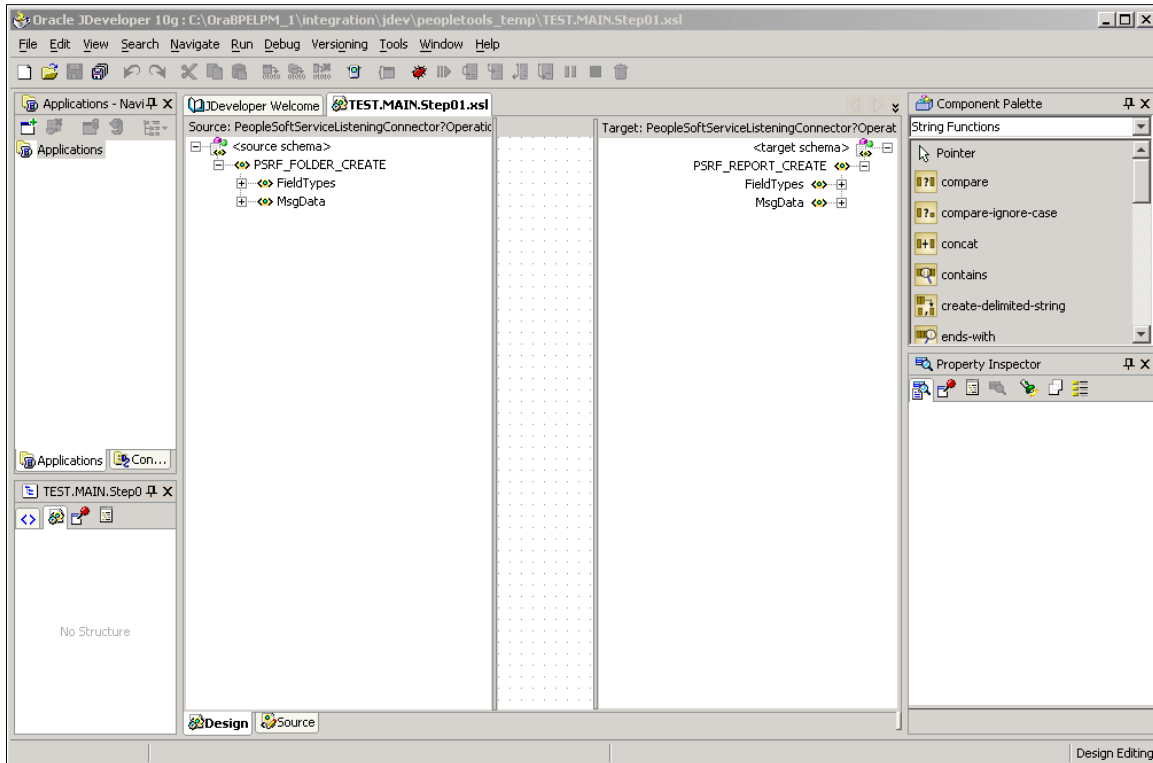 Oracle JDeveloper 10g : C:\OraBPELPM_1\integration\jdev\peopletools_temp\TEST.MAIN.Step01.xsl
File Edit View Search Navigate Run Debug Versioning Tools Window Help
Applications - Navi
Applications
Applications
Con...
TEST.MAIN.Step0
No Structure
JDeveloper Welcome
TEST.MAIN.Step01.xsl
Source: PeopleSoftServiceListeningConnector?Operatic
<source schema>
PSRF_FOLDER_CREATE
FieldTypes
MsgData
Target: PeopleSoftServiceListeningConnector?Operat
<target schema>
PSRF_REPORT_CREATE
FieldTypes
MsgData
Design
Source
Component Palette
String Functions
Pointer
compare
compare-ignore-case
concat
contains
create-delimited-string
ends-with
Property Inspector
Design Editing